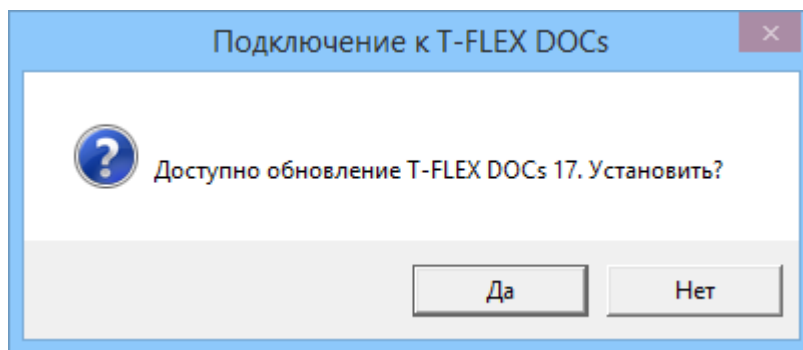 Подключение к T-FLEX DOCs
Доступно обновление T-FLEX DOCs 17. Установить?
Да
Нет